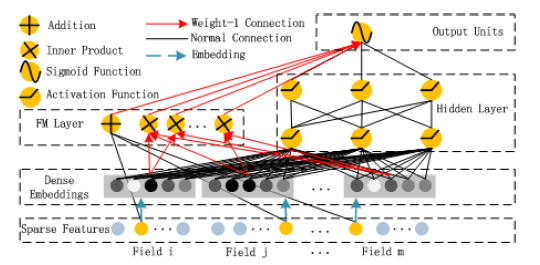 Addition
Weight-1 Connection
Normal Connection
Output Units
Inner Product
Embedding
Sigmoid Function
Activation Function
Hidden Layer
FM Layer
...
Dense
Embeddings
...
Sparse Features
... ... ... ...
Field i Field j ... Field m